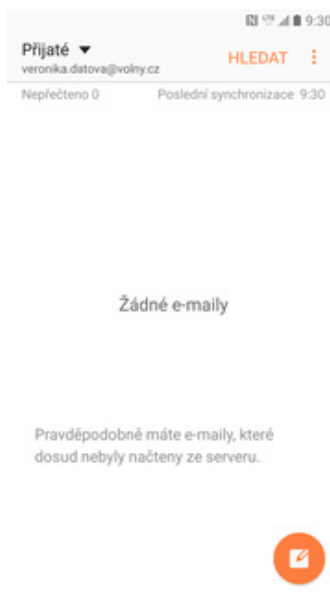 9:30
Přijaté
HLEDAT
veronika.datova@volny.cz
Nepřečteno 0
Poslední synchronizace 9:30
Žádné e-maily
Pravděpodobně máte e-maily, které
dosud nebyly načteny ze serveru.